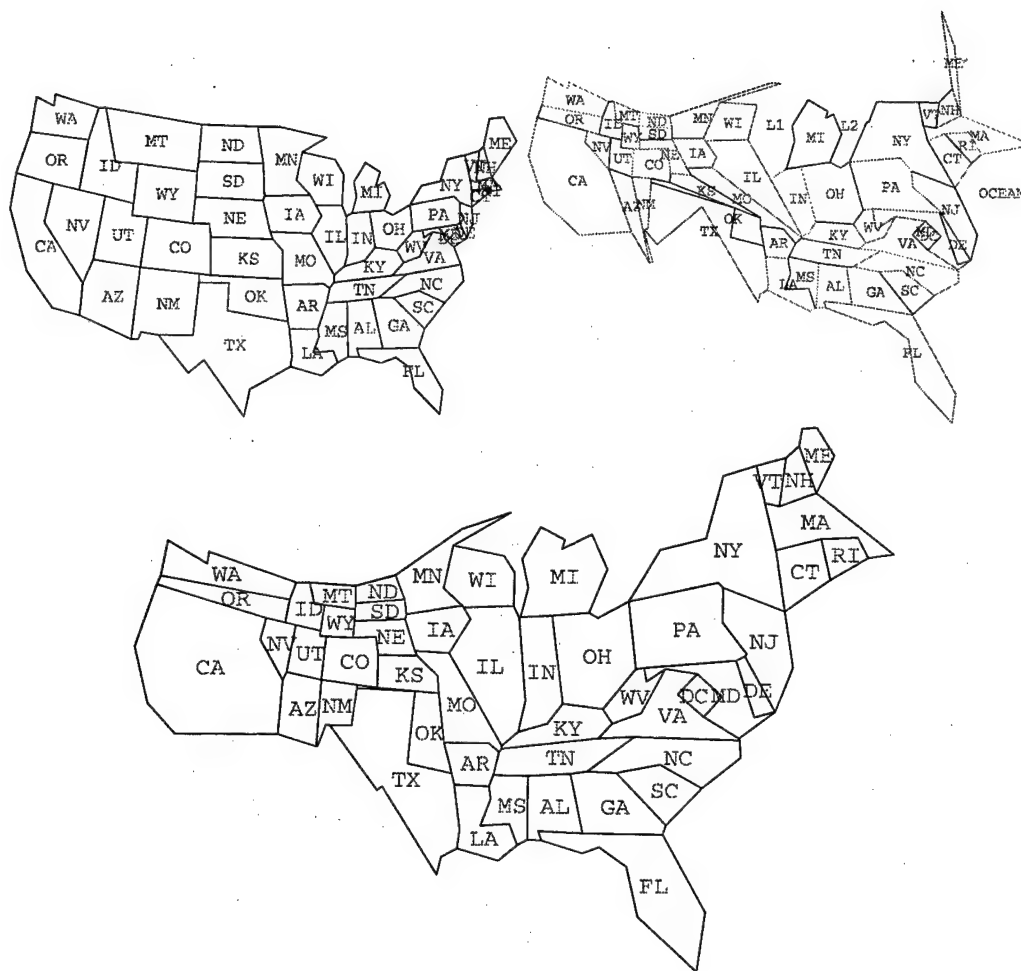 WA
MT
ND
MN
ME
OR
ID
SD
WI
MI
NY
WY
NE
IA
PA
NJ
CA
NV
UT
CO
IL
IN
OH
WV
VA
KS
MO
KY
AZ
NM
OK
AR
TN
NC
SC
TX
MS
AL
GA
LA
FL
ME
WA
OR
MT
ND
SD
MN
WI
L1
MI
L2
VT
NH
MA
RI
CT
NY
WY
NV
UT
CO
NE
IA
IL
IN
OH
PA
OCEAN
CA
KS
MO
NJ
AZ
NM
OK
TX
KY
WV
VA
DE
AR
TN
NC
LA
MS
AL
GA
SC
FL
ME
VT
NH
MA
NY
CT
RI
WA
OR
ID
MT
ND
SD
MN
WI
MI
WY
NE
IA
PA
NJ
CA
NV
UT
CO
KS
IL
IN
OH
AZ
NM
MO
OK
KY
WV
DC
MD
DE
VA
TX
AR
TN
NC
LA
MS
AL
GA
SC
FL